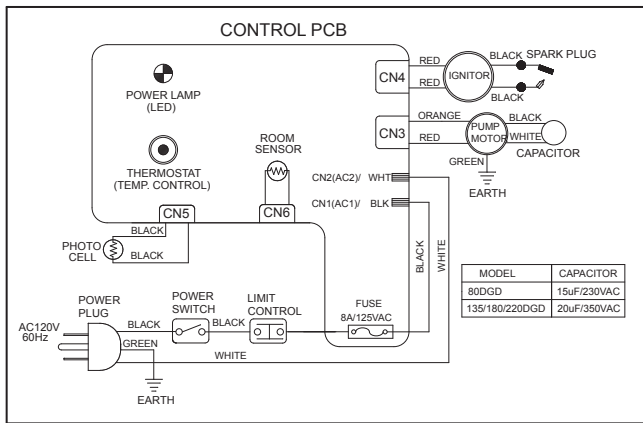 CONTROL PCB
POWER LAMP
(LED)
THERMOSTAT
(TEMP. CONTROL)
ROOM
SENSOR
CN4
RED
RED
IGNITOR
BLACK
SPARK PLUG
BLACK
CN3
ORANGE
RED
PUMP
MOTOR
BLACK
WHITE
CAPACITOR
GREEN
EARTH
CN2(AC2)/ WHT
CN1(AC1)/ BLK
CN5
CN6
BLACK
BLACK
PHOTO
CELL
BLACK
WHITE
MODEL CAPACITOR
80DGD 15uF/230VAC
135/180/220DGD 20uF/350VAC
AC120V
60Hz
POWER
PLUG
BLACK
GREEN
POWER
SWITCH
BLACK
LIMIT
CONTROL
FUSE
8A/125VAC
WHITE
EARTH